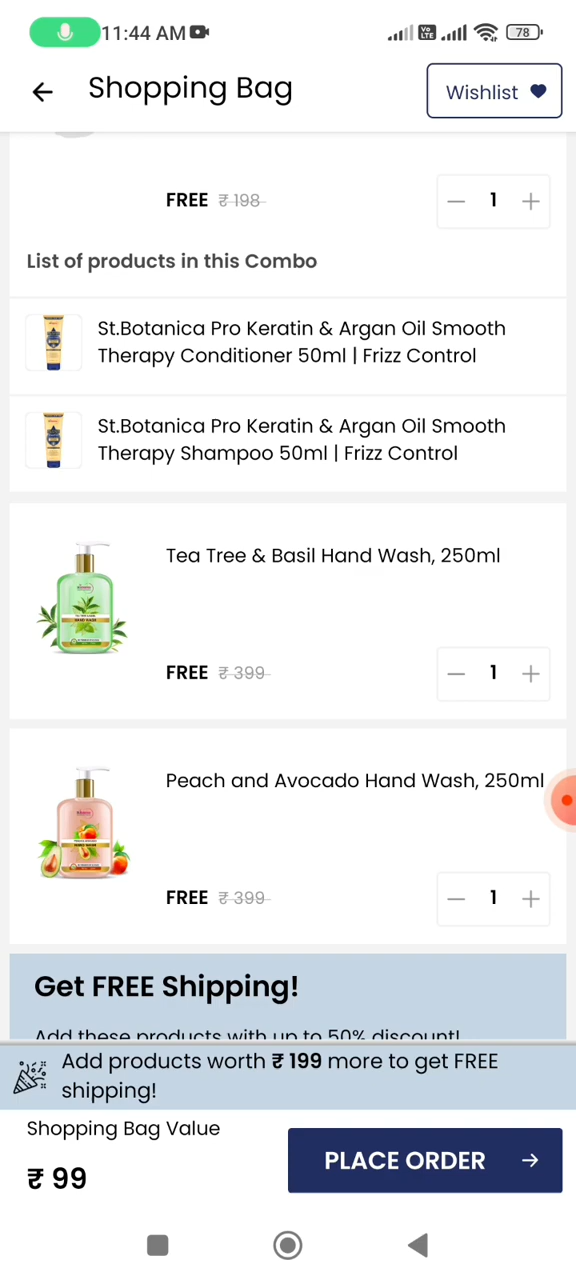 11:44 AM
Vo LTE
78
Shopping Bag
Wishlist
FREE ₹ 198
1
List of products in this Combo
St.Botanica Pro Keratin & Argan Oil Smooth
Therapy Conditioner 50ml | Frizz Control
St.Botanica Pro Keratin & Argan Oil Smooth
Therapy Shampoo 50ml | Frizz Control
Tea Tree & Basil Hand Wash, 250ml
FREE ₹ 399
1
Peach and Avocado Hand Wash, 250ml
FREE ₹ 399
1
Get FREE Shipping!
Add these products with up to 50% discount!
Add products worth ₹ 199 more to get FREE
shipping!
Shopping Bag Value
₹ 99
PLACE ORDER